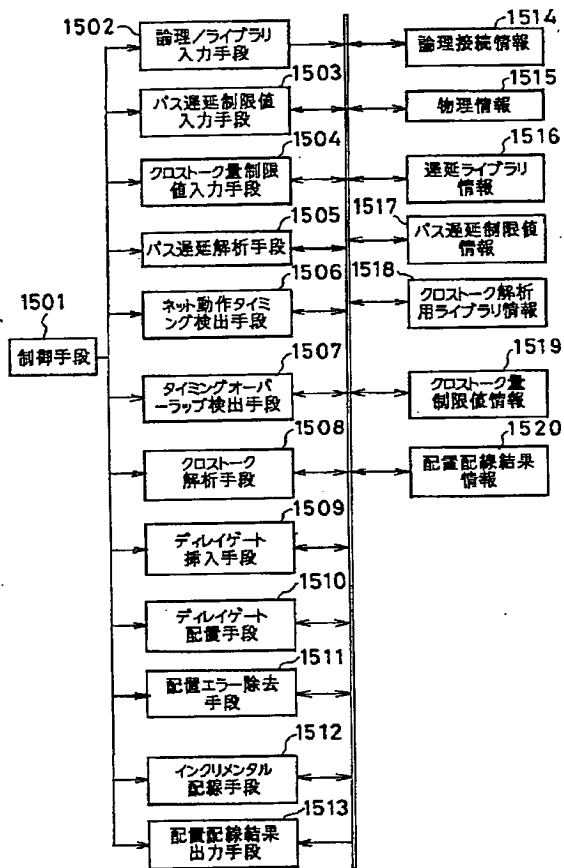 1501
制御手段
1502
論理／ライブラリ
入力手段
1503
パス遅延制限値
入力手段
1504
クロストーク量制限
値入力手段
1505
パス遅延解析手段
1506
ネット動作タイミ
ング検出手段
1507
タイミングオーバ
ーラップ検出手段
1508
クロストーク
解析手段
1509
ディレイゲート
挿入手段
1510
ディレイゲート
配置手段
1511
配置エラー除去
手段
1512
インクリメンタル
配線手段
1513
配置配線結果
出力手段
1514
論理接続情報
1515
物理情報
1516
遅延ライブラリ
情報
1517
パス遅延制限値
情報
1518
クロストーク解析
用ライブラリ情報
1519
クロストーク量
制限値情報
1520
配置配線結果
情報